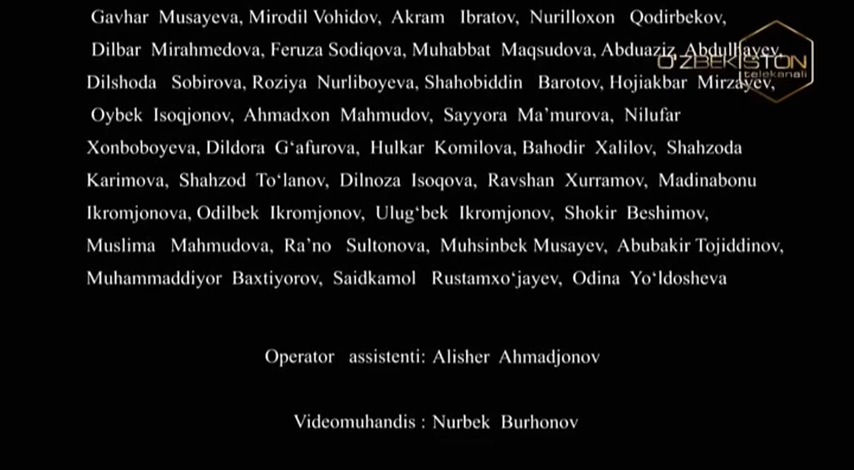 Gavhar Musayeva, Mirodil Vohidov, Akram Ibratov, Nurilloxon Qodirbekov,
Dilbar Mirahmedova, Feruza Sodiqova, Muhabbat Maqsudova, Abduaziz Abdullayev,
O'ZBEKISTON
telekanali
Dilshoda Sobirova, Roziya Nurliboyeva, Shahobiddin Barotov, Hojiakbar Mirzayev,
Oybek Isoqjonov, Ahmadxon Mahmudov, Sayyora Ma’murova, Nilufar
Xonboboyeva, Dildora G‘afurova, Hulkar Komilova, Bahodir Xalilov, Shahzoda
Karimova, Shahzod To‘lanov, Dilnoza Isoqova, Ravshan Xurramov, Madinabonu
Ikromjonova, Odilbek Ikromjonov, Ulug‘bek Ikromjonov, Shokir Beshimov,
Muslima Mahmudova, Ra’no Sultonova, Muhsinbek Musayev, Abubakir Tojiddinov,
Muhammaddiyor Baxtiyorov, Saidkamol Rustamxo‘jayev, Odina Yo‘ldosheva
Operator assistenti: Alisher Ahmadjonov
Videomuhandis : Nurbek Burhonov